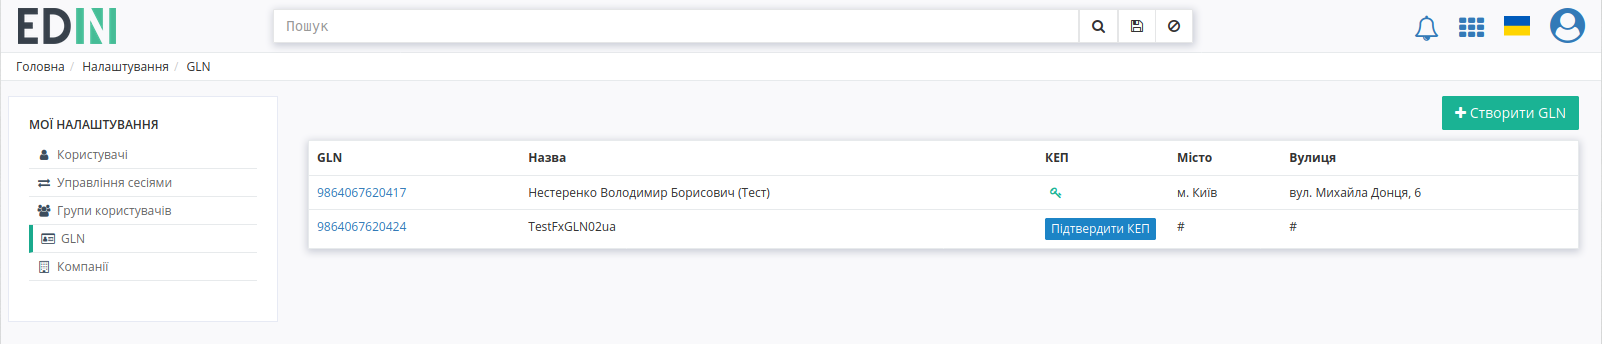 EDIN
Пошук
Головна / Налаштування / GLN
МОЇ НАЛАШТУВАННЯ
Користувачі
Управління сесіями
Групи користувачів
GLN
Компанії
Створити GLN
GLN Назва КЕП Місто Вулиця
9864067620417 Нестеренко Володимир Борисович (Тест) м. Київ вул. Михайла Донця, 6
9864067620424 TestFxGLN02ua Підтвердити КЕП # #